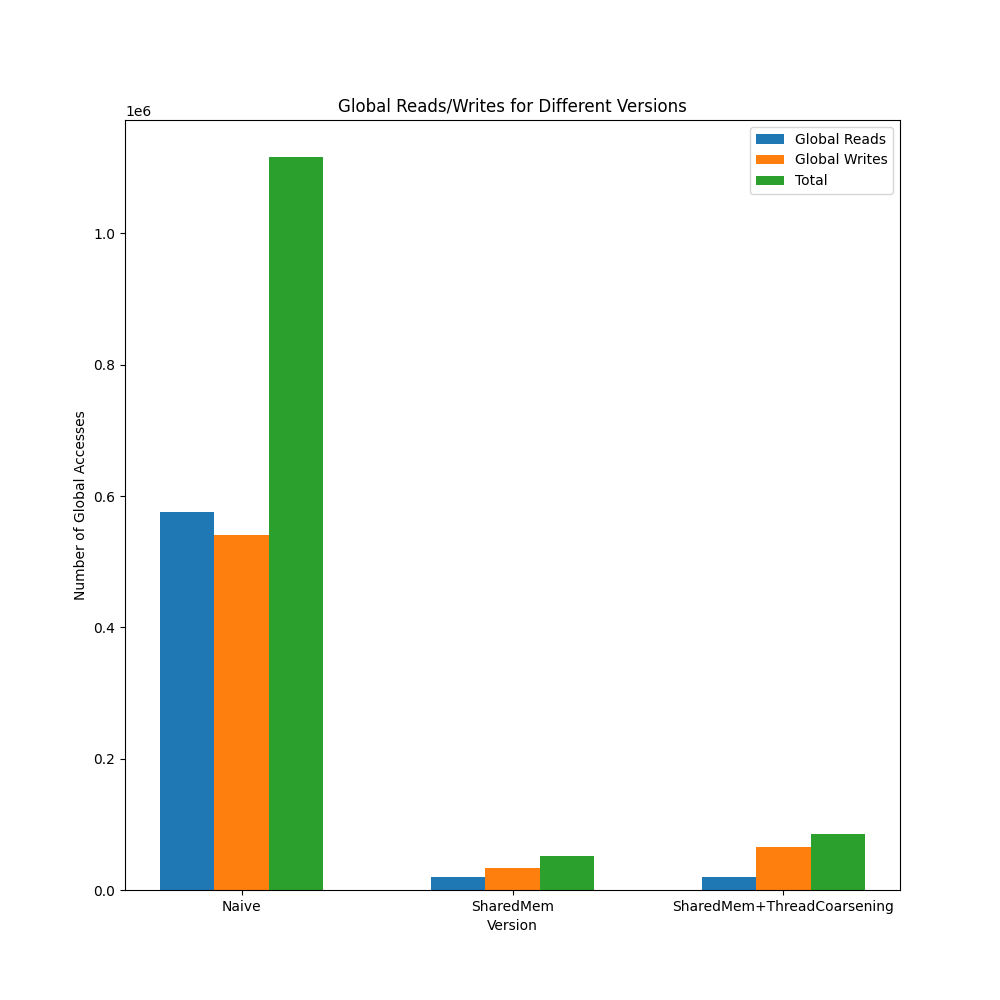 Global Reads/Writes for Different Versions
1e6
Global Reads
Global Writes
Total
1.0
0.8
0.6
0.4
0.2
0.0
Number of Global Accesses
Naive
SharedMem
SharedMem+ThreadCoarsening
Version